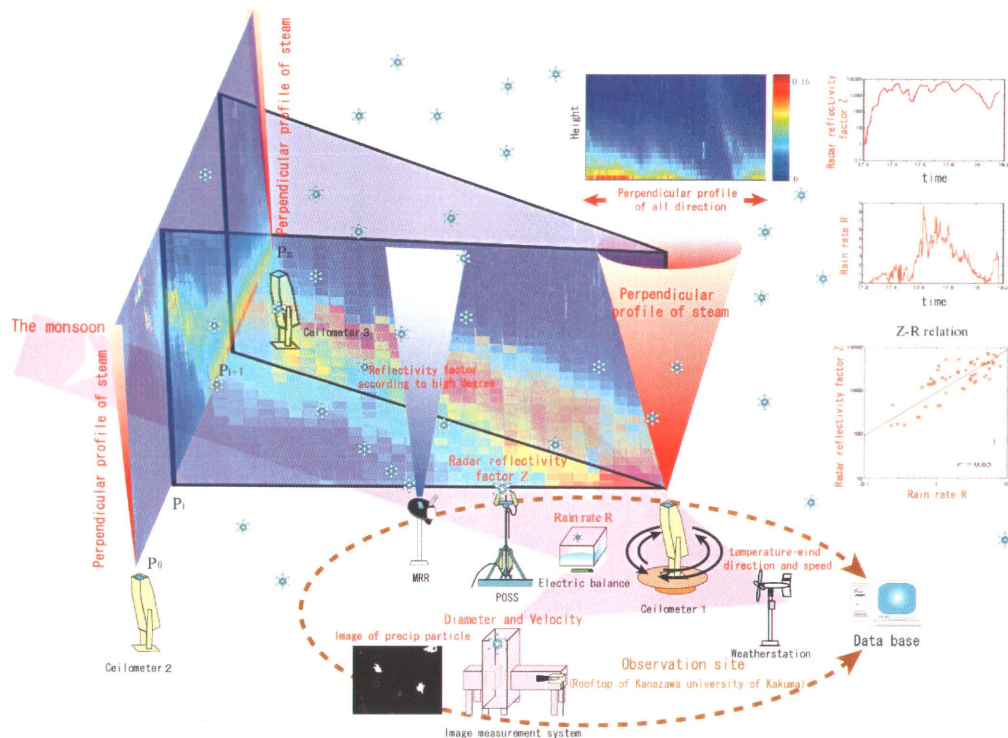 Perpendicular profile of steam
Height
0.16
0
Perpendicular profile
of all direction
Radar reflectivity
factor Z
time
Rain rate R
time
Z-R relation
Radar reflectivity factor Z
Rain rate R
The monsoon
Perpendicular profile of steam
Pn
Ceilometer 3
Pi+1
Reflectivity factor
according to high degree
Perpendicular
profile of steam
Pi
P0
Ceilometer 2
Radar reflectivity
factor Z
MRR
POSS
Rain rate R
Electric balance
Ceilometer 1
temperature-wind
direction and speed
Weatherstation
Data base
Diameter and Velocity
Image of precip particle
Image measurement system
Observation site
(Rooftop of Kanazawa university of Kakuma)